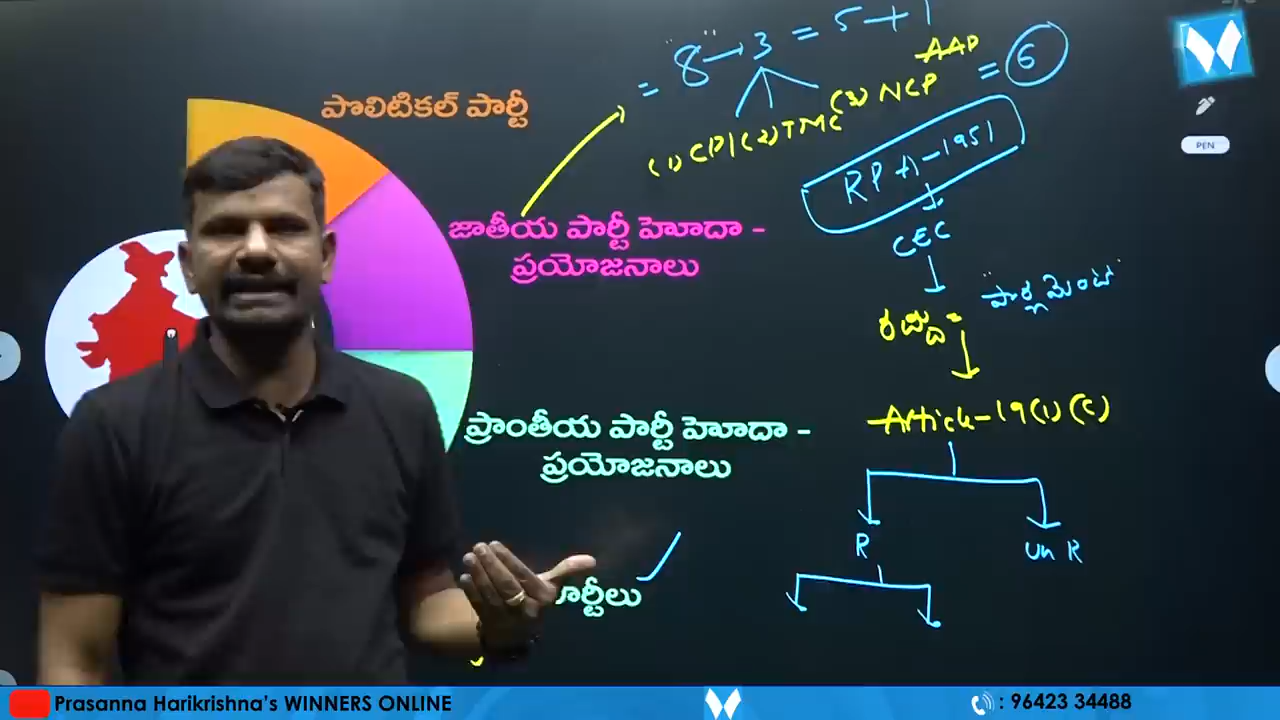 = "8" → 3 = 5 + 1
AAP
= 6
(1) CPI (2) TMC (3) NCP
పొలిటికల్ పార్టీ
RPA-1951
జాతీయ పార్టీ హెూదా -
ప్రయోజనాలు
CEC
"పార్లమెంట్"
రద్దు
Article-19(1)(c)
ప్రాంతీయ పార్టీ హెూదా -
ప్రయోజనాలు
R
un R
పార్టీలు
W
PEN
Prasanna Harikrishna's WINNERS ONLINE
W
: 96423 34488